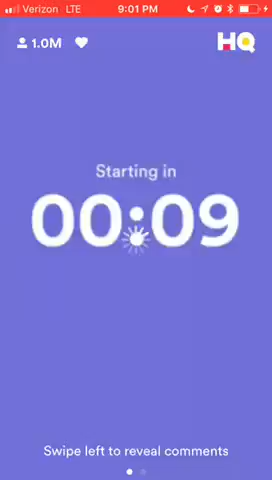 Verizon LTE 9:01 PM
1.0M HQ
Starting in
00:09
Swipe left to reveal comments